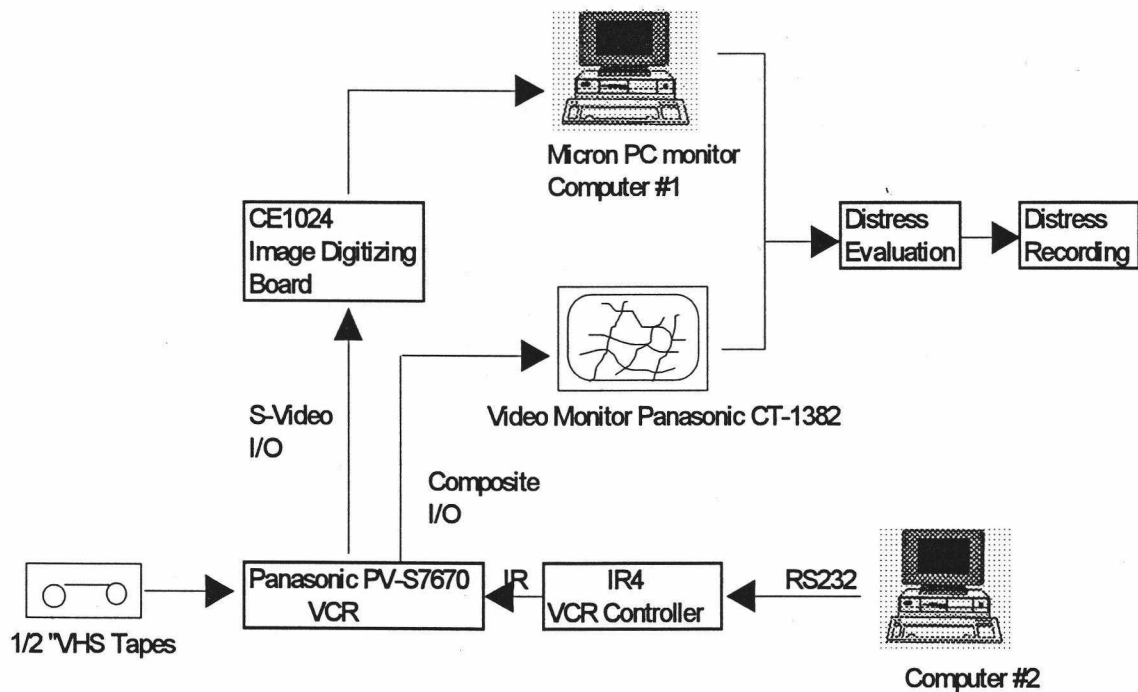 Micron PC monitor
Computer #1
CE1024
Image Digitizing
Board
Distress
Evaluation
Distress
Recording
Video Monitor Panasonic CT-1382
S-Video
I/O
Composite
I/O
Panasonic PV-S7670
VCR
IR
IR4
VCR Controller
RS232
1/2 "VHS Tapes
Computer #2